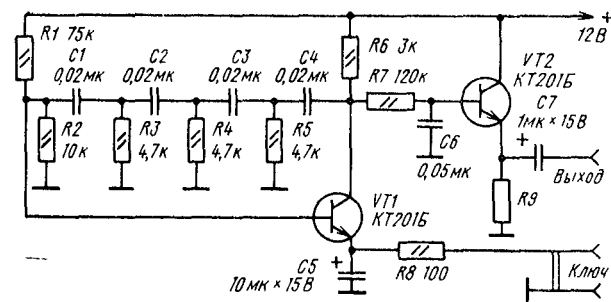 R1 75к
C1
0,02мк
C2
0,02мк
C3
0,02мк
C4
0,02мк
R6 3к
R7 120к
+
12В
VT2
КТ201Б
C7
1мк × 15В
+
R2
10к
R3
4,7к
R4
4,7к
R5
4,7к
C6
0,05мк
Выход
R9
VT1
КТ201Б
C5
+
10мк × 15В
R8 100
Ключ